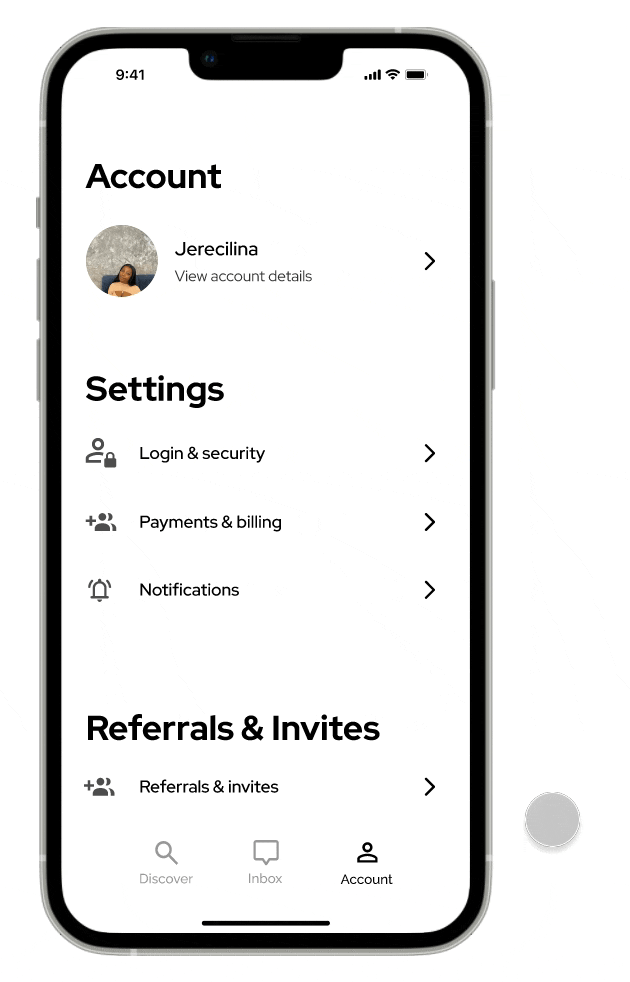 9:41
Account
Jerecilina
View account details
Settings
Login & security
Payments & billing
Notifications
Referrals & Invites
Referrals & invites
Discover
Inbox
Account